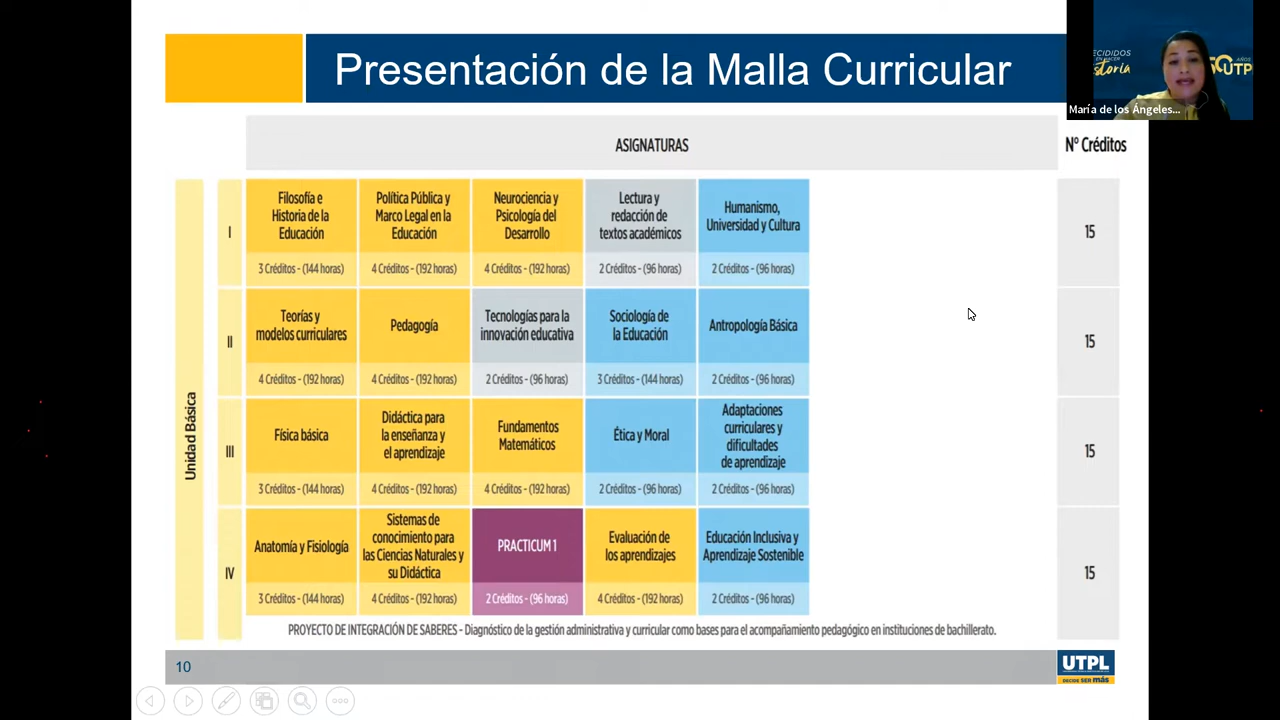 Presentación de la Malla Curricular
ECIDIDOS
EN HACER
storia
50 AÑOS
UTP
María de los Ángeles...
ASIGNATURAS
N° Créditos
Unidad Básica
I
Filosofía e
Historia de la
Educación
3 Créditos - (144 horas)
Política Pública y
Marco Legal en la
Educación
4 Créditos - (192 horas)
Neurociencia y
Psicología del
Desarrollo
4 Créditos - (192 horas)
Lectura y
redacción de
textos académicos
2 Créditos - (96 horas)
Humanismo,
Universidad y Cultura
2 Créditos - (96 horas)
15
II
Teorías y
modelos curriculares
4 Créditos - (192 horas)
Pedagogía
4 Créditos - (192 horas)
Tecnologías para la
innovación educativa
2 Créditos - (96 horas)
Sociología de
la Educación
3 Créditos - (144 horas)
Antropología Básica
2 Créditos - (96 horas)
15
III
Física básica
3 Créditos - (144 horas)
Didáctica para
la enseñanza y
el aprendizaje
4 Créditos - (192 horas)
Fundamentos
Matemáticos
4 Créditos - (192 horas)
Ética y Moral
2 Créditos - (96 horas)
Adaptaciones
curriculares y
dificultades
de aprendizaje
2 Créditos - (96 horas)
15
IV
Anatomía y Fisiología
3 Créditos - (144 horas)
Sistemas de
conocimiento para
las Ciencias Naturales y
su Didáctica
4 Créditos - (192 horas)
PRACTICUM 1
2 Créditos - (96 horas)
Evaluación de
los aprendizajes
4 Créditos - (192 horas)
Educación Inclusiva y
Aprendizaje Sostenible
2 Créditos - (96 horas)
15
PROYECTO DE INTEGRACIÓN DE SABERES - Diagnóstico de la gestión administrativa y curricular como bases para el acompañamiento pedagógico en instituciones de bachillerato.
10
UTPL
DECIDE SER más